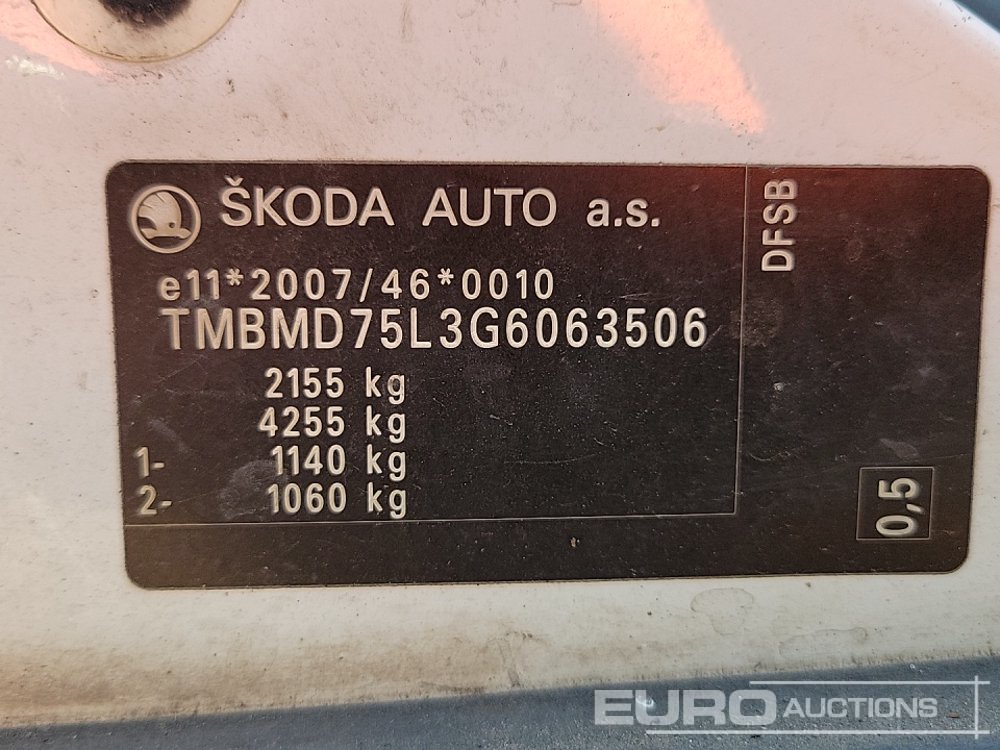 ŠKODA AUTO a.s.
e11*2007/46*0010
TMBMD75L3G6063506
2155 kg
4255 kg
1- 1140 kg
2- 1060 kg
DFSB
0,5
EURO AUCTIONS